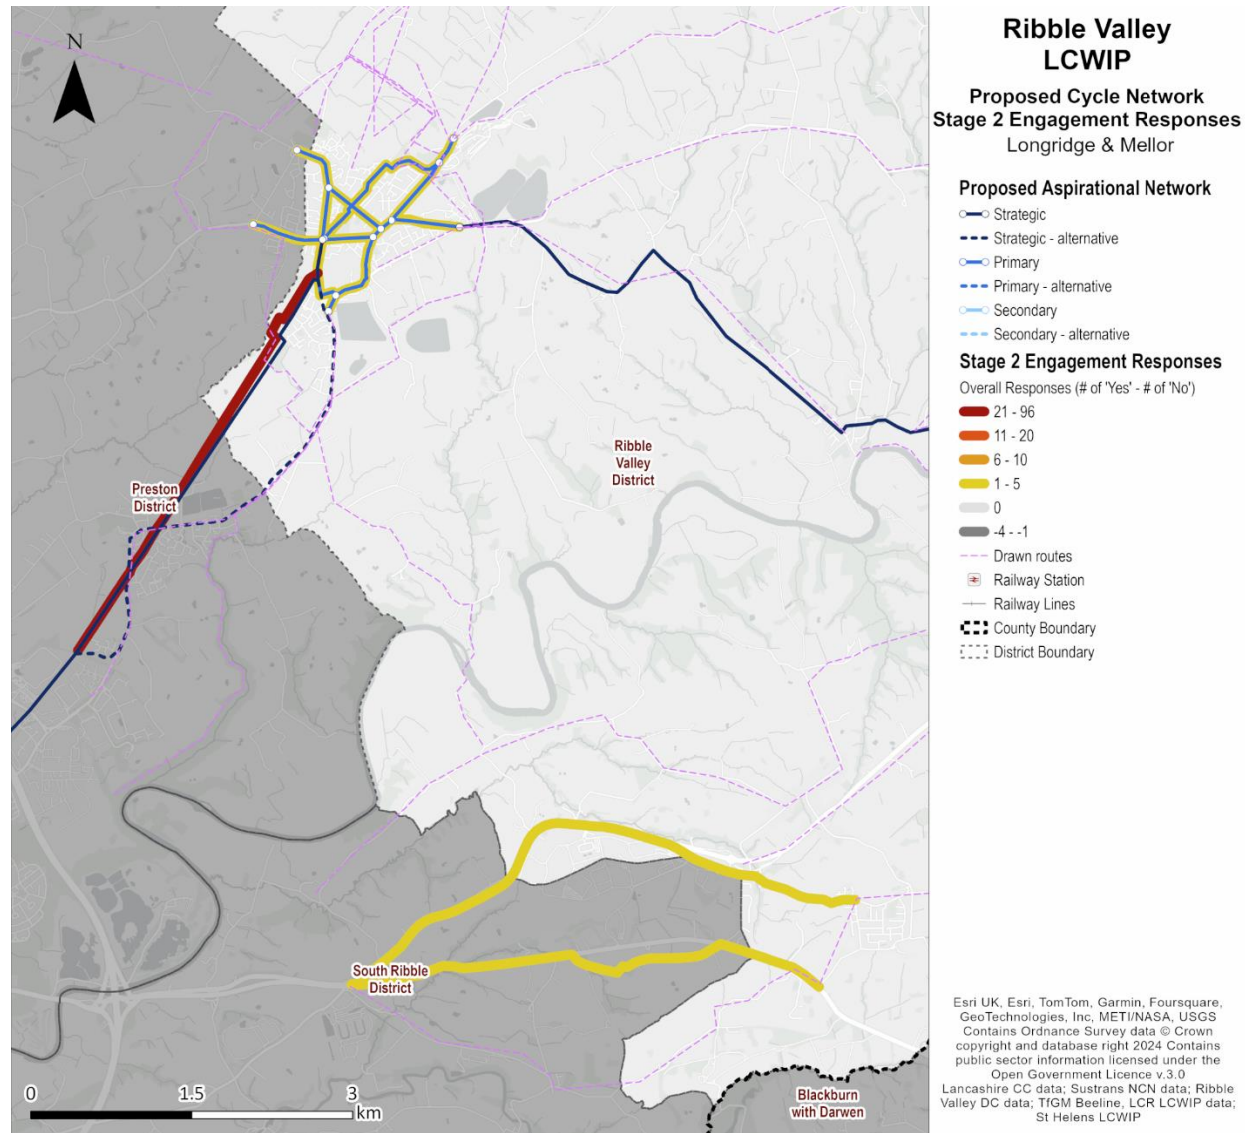 Ribble Valley
LCWIP
Proposed Cycle Network
Stage 2 Engagement Responses
Longridge & Mellor
Proposed Aspirational Network
Strategic
Strategic - alternative
Primary
Primary - alternative
Secondary
Secondary - alternative
Stage 2 Engagement Responses
Overall Responses (# of 'Yes' - # of 'No')
21 - 96
11 - 20
6 - 10
1 - 5
0
-4 - -1
Drawn routes
Railway Station
Railway Lines
County Boundary
District Boundary
N
Ribble
Valley
District
Preston
District
South Ribble
District
Blackburn
with Darwen
0 1.5 3
km
Esri UK, Esri, TomTom, Garmin, Foursquare,
GeoTechnologies, Inc, METI/NASA, USGS
Contains Ordnance Survey data © Crown
copyright and database right 2024 Contains
public sector information licensed under the
Open Government Licence v.3.0
Lancashire CC data; Sustrans NCN data; Ribble
Valley DC data; TfGM Beeline, LCR LCWIP data;
St Helens LCWIP